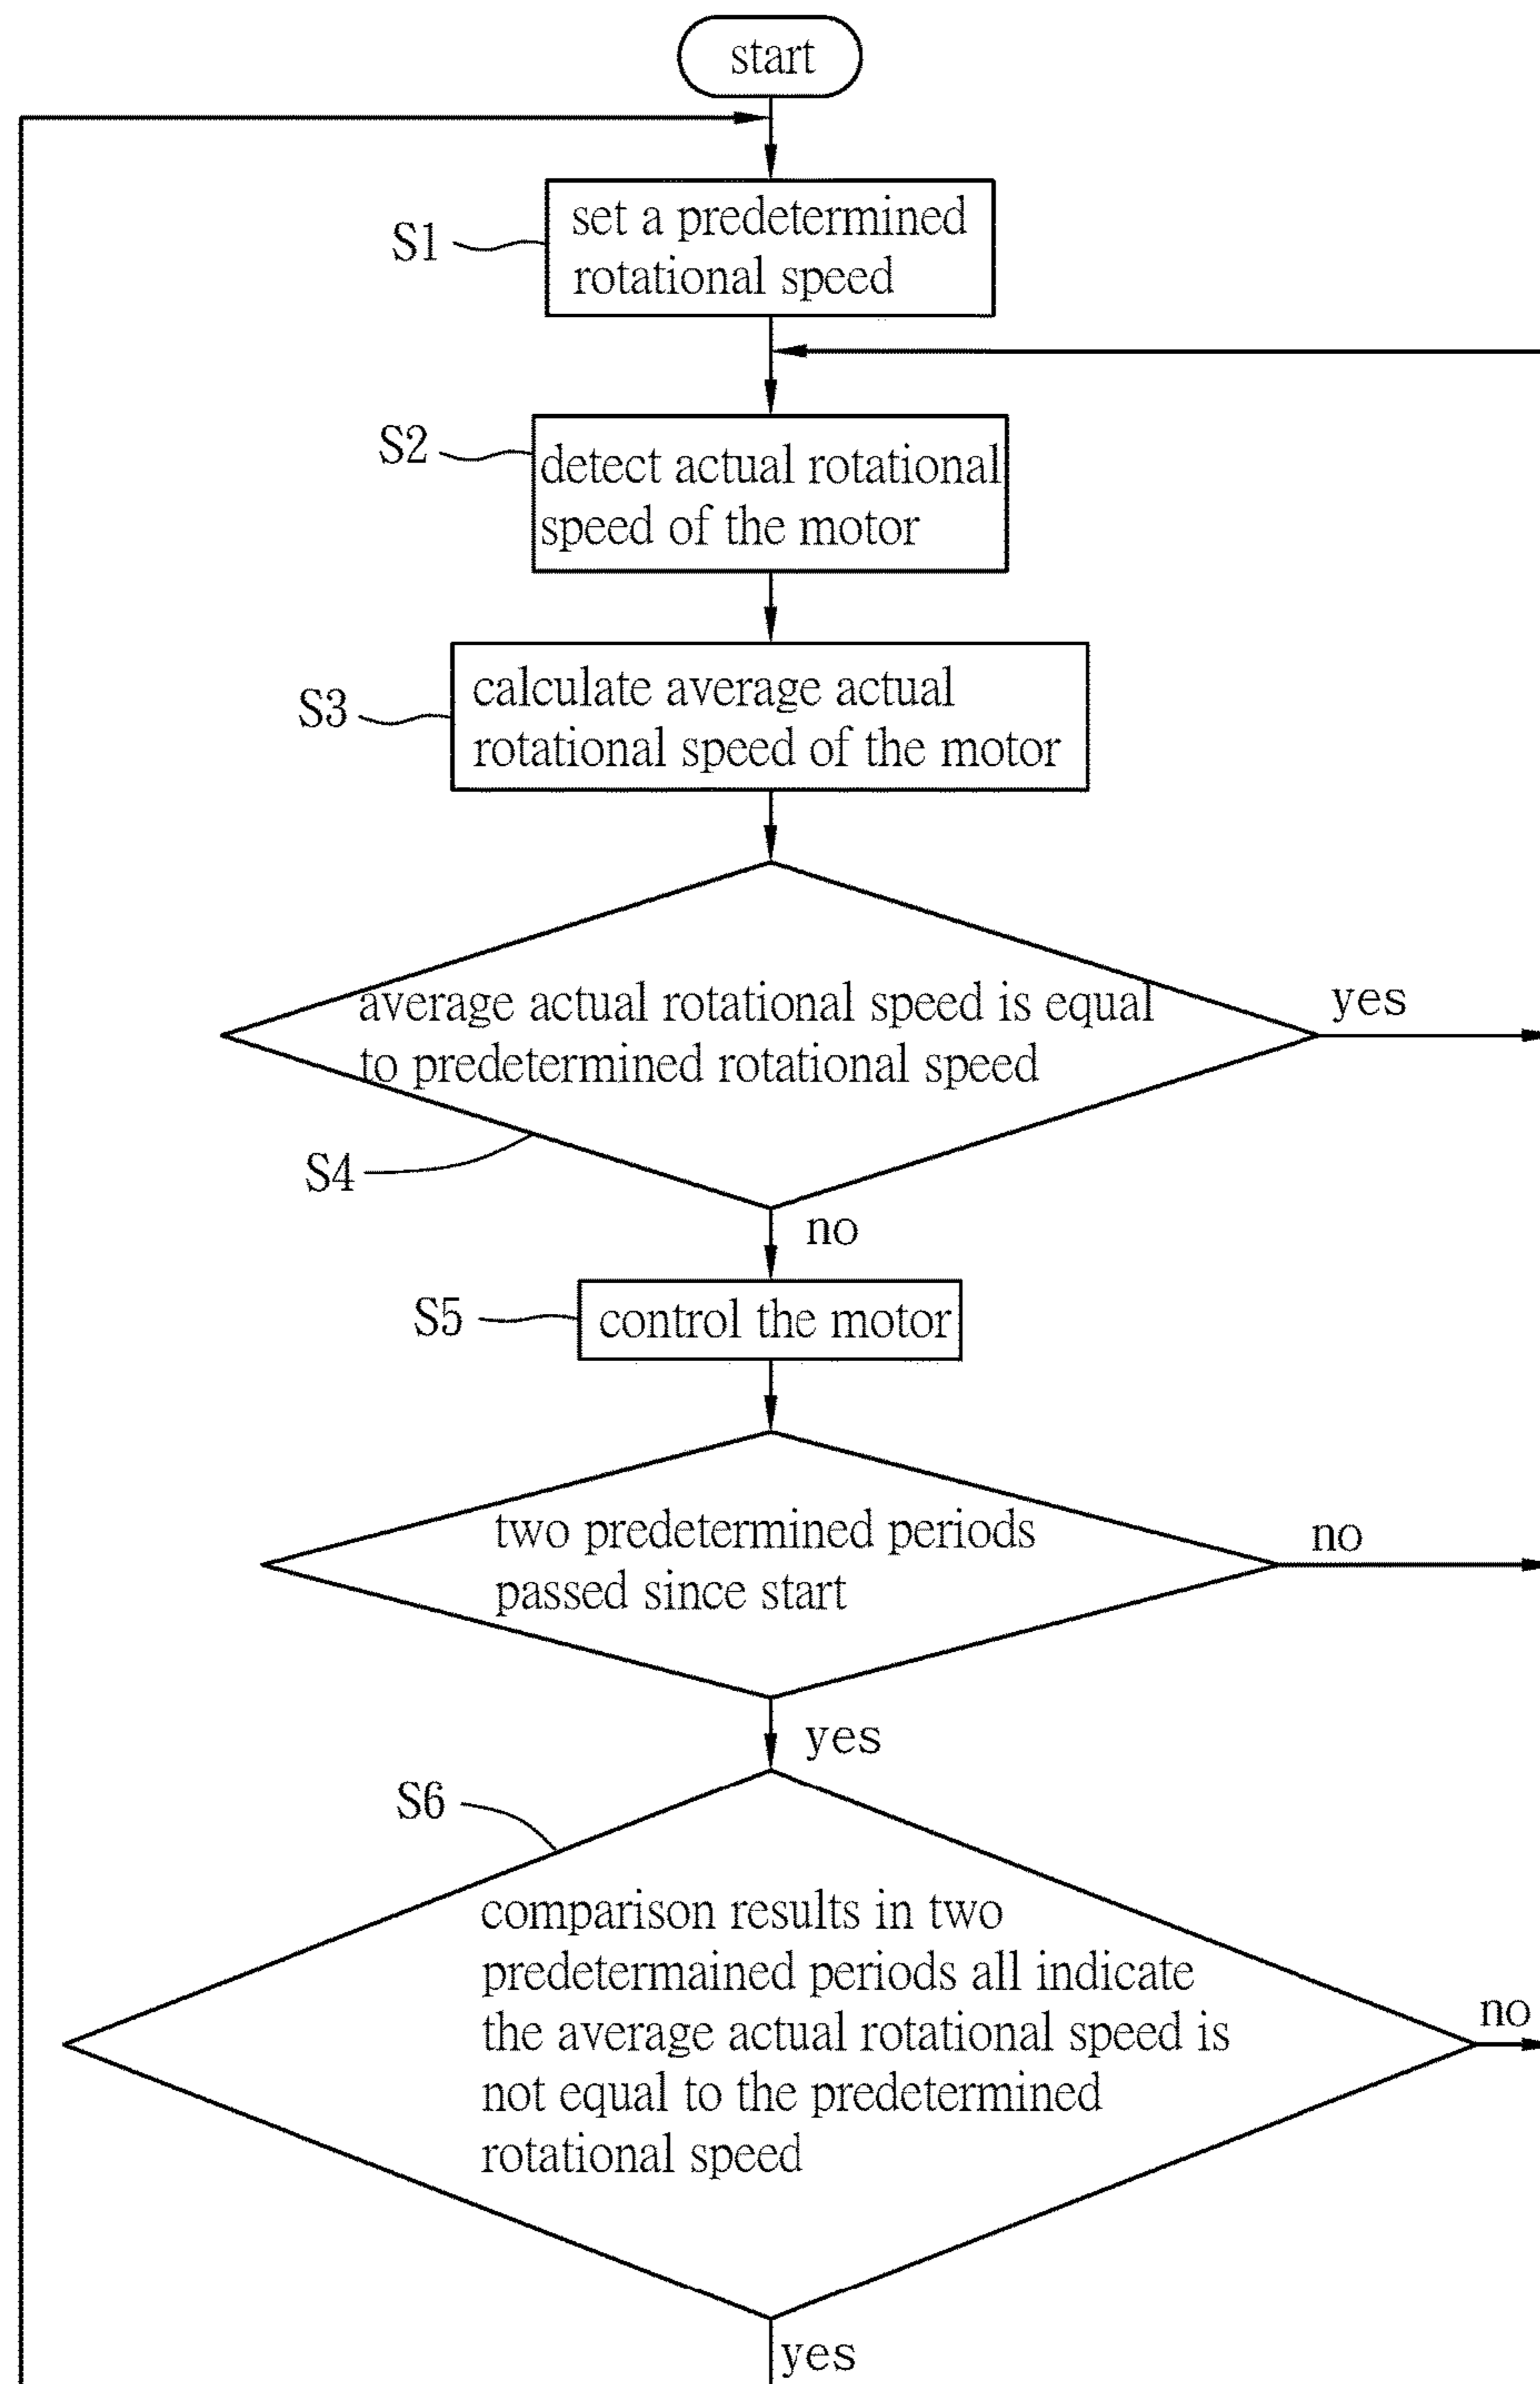 start
S1
set a predetermined
rotational speed
S2
detect actual rotational
speed of the motor
S3
calculate average actual
rotational speed of the motor
average actual rotational speed is equal
to predetermined rotational speed
yes
S4
no
S5
control the motor
two predetermined periods
passed since start
no
yes
S6
comparison results in two
predetermained periods all indicate
the average actual rotational speed is
not equal to the predetermined
rotational speed
no
yes